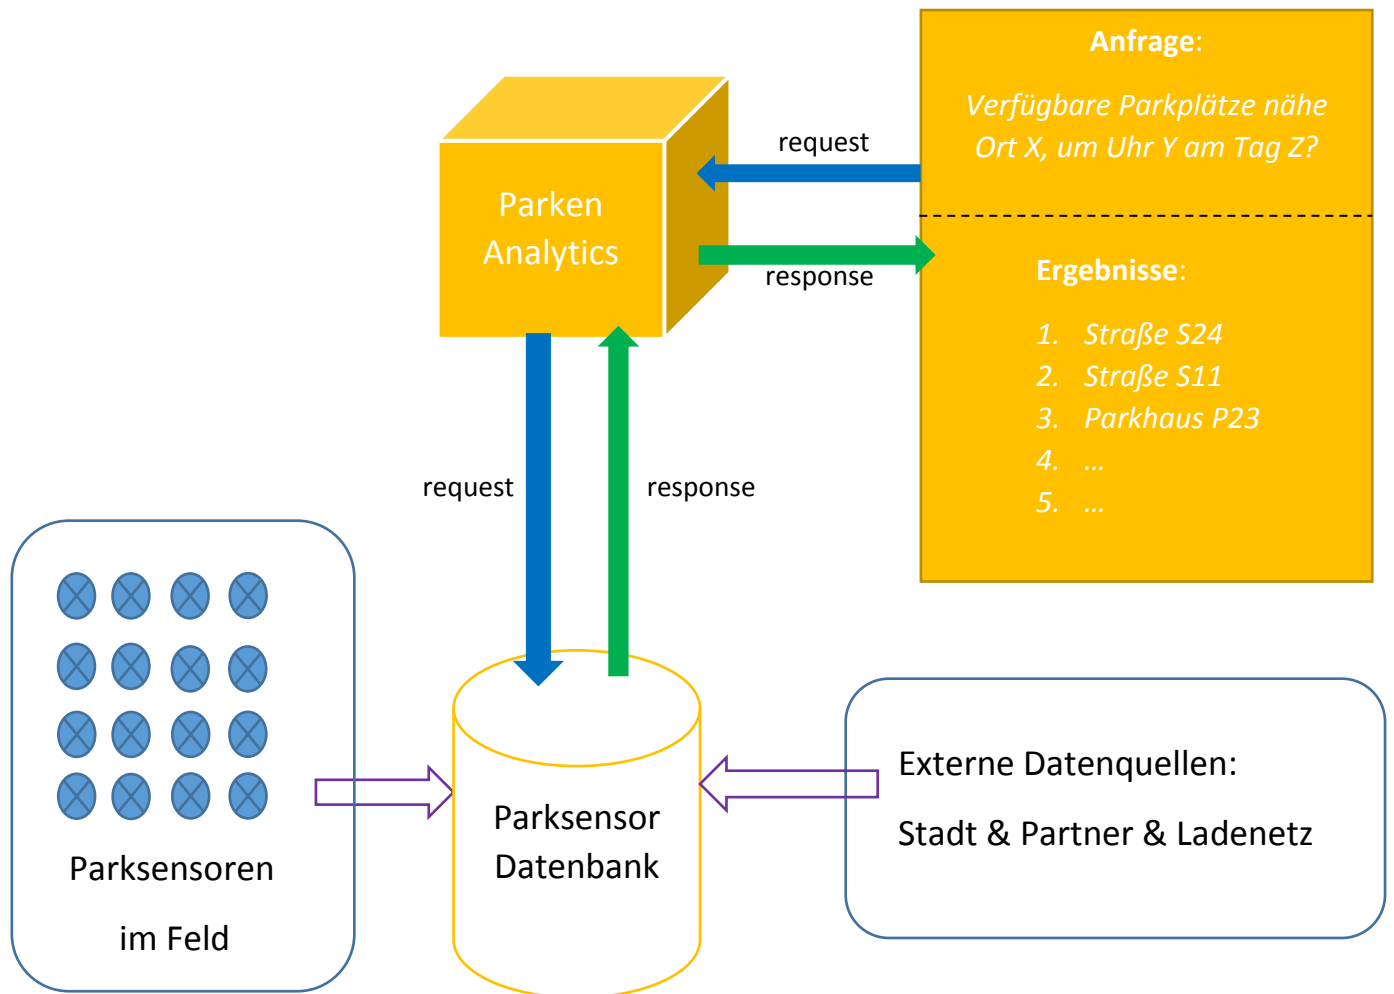 Anfrage:
Verfügbare Parkplätze nähe
Ort X, um Uhr Y am Tag Z?
request
Parken
Analytics
response
Ergebnisse:
1. Straße S24
2. Straße S11
3. Parkhaus P23
4. ...
5. ...
request
response
Parksensoren
im Feld
Parksensor
Datenbank
Externe Datenquellen:
Stadt & Partner & Ladenetz